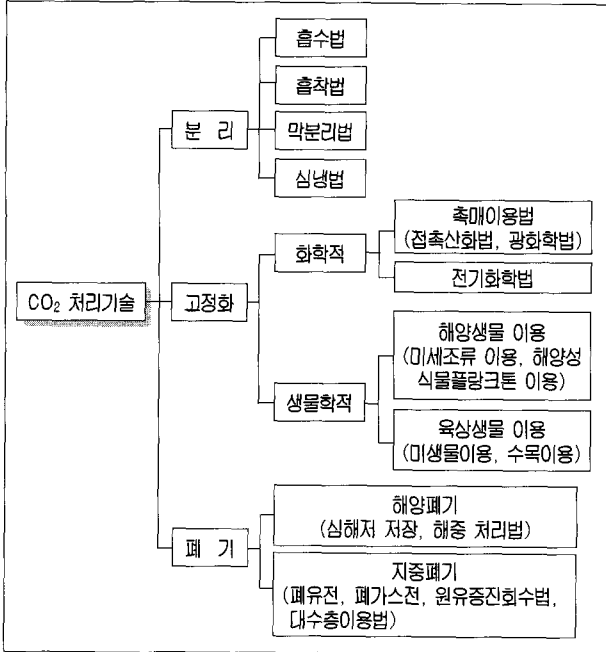 흡수법
흡착법
분 리
막분리법
심냉법
촉매이용법
(접촉산화법, 광화학법)
화학적
전기화학법
CO₂ 처리기술
고정화
해양생물 이용
(미세조류 이용, 해양성
식물플랑크톤 이용)
생물학적
육상생물 이용
(미생물이용, 수목이용)
해양폐기
(심해저 저장, 해중 처리법)
폐 기
지중폐기
(폐유전, 폐가스전, 원유증진회수법,
대수층이용법)